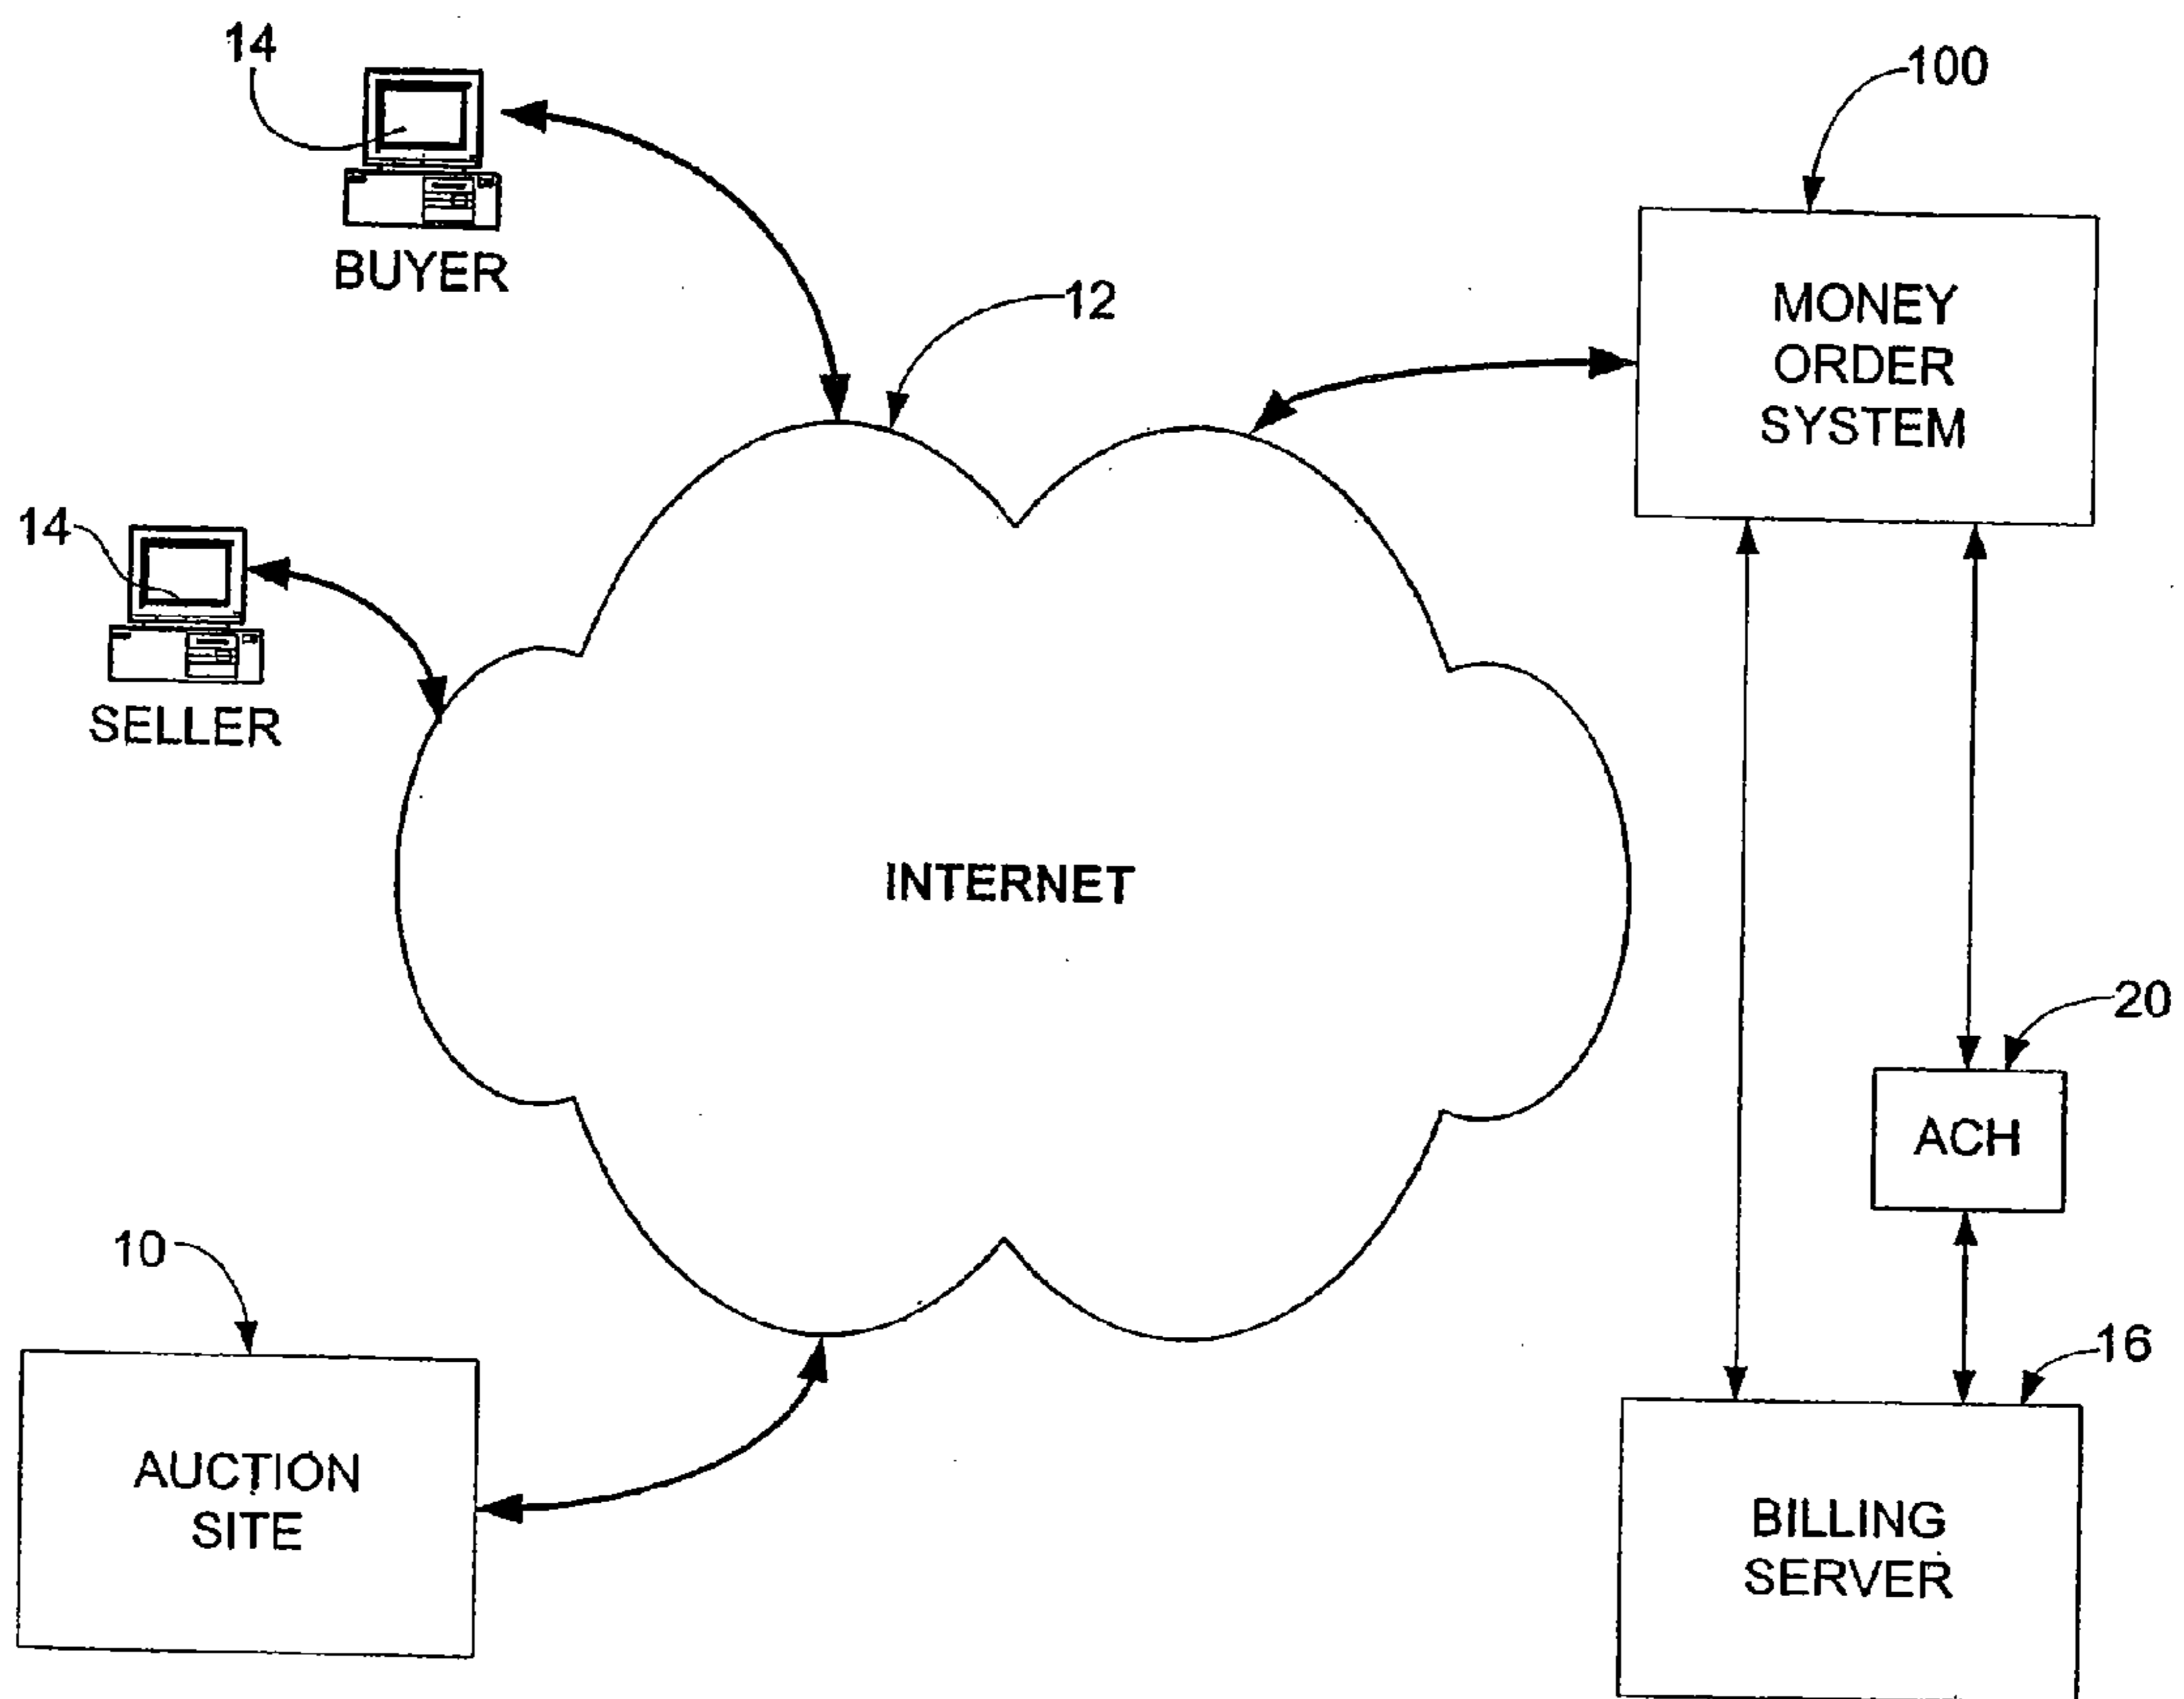 14
100
BUYER
12
MONEY
ORDER
SYSTEM
14
SELLER
INTERNET
20
ACH
10
16
AUCTION
SITE
BILLING
SERVER